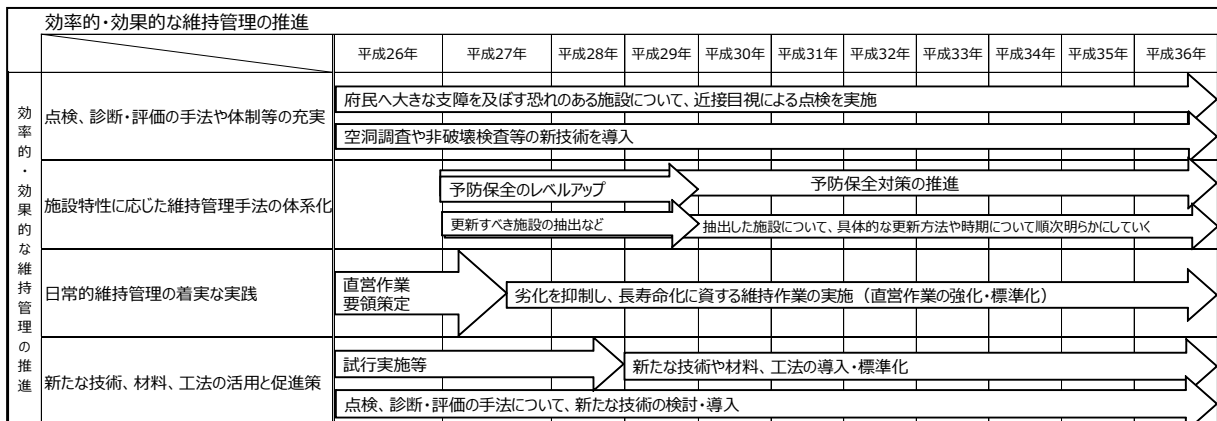 効率的・効果的な維持管理の推進
平成26年 平成27年 平成28年 平成29年 平成30年 平成31年 平成32年 平成33年 平成34年 平成35年 平成36年
効率的・効果的な維持管理の推進
点検、診断・評価の手法や体制等の充実
府民へ大きな支障を及ぼす恐れのある施設について、近接目視による点検を実施
空洞調査や非破壊検査等の新技術を導入
施設特性に応じた維持管理手法の体系化
予防保全のレベルアップ
予防保全対策の推進
更新すべき施設の抽出など
抽出した施設について、具体的な更新方法や時期について順次明らかにしていく
日常的維持管理の着実な実践
直営作業
要領策定
劣化を抑制し、長寿命化に資する維持作業の実施（直営作業の強化・標準化）
新たな技術、材料、工法の活用と促進策
試行実施等
新たな技術や材料、工法の導入・標準化
点検、診断・評価の手法について、新たな技術の検討・導入